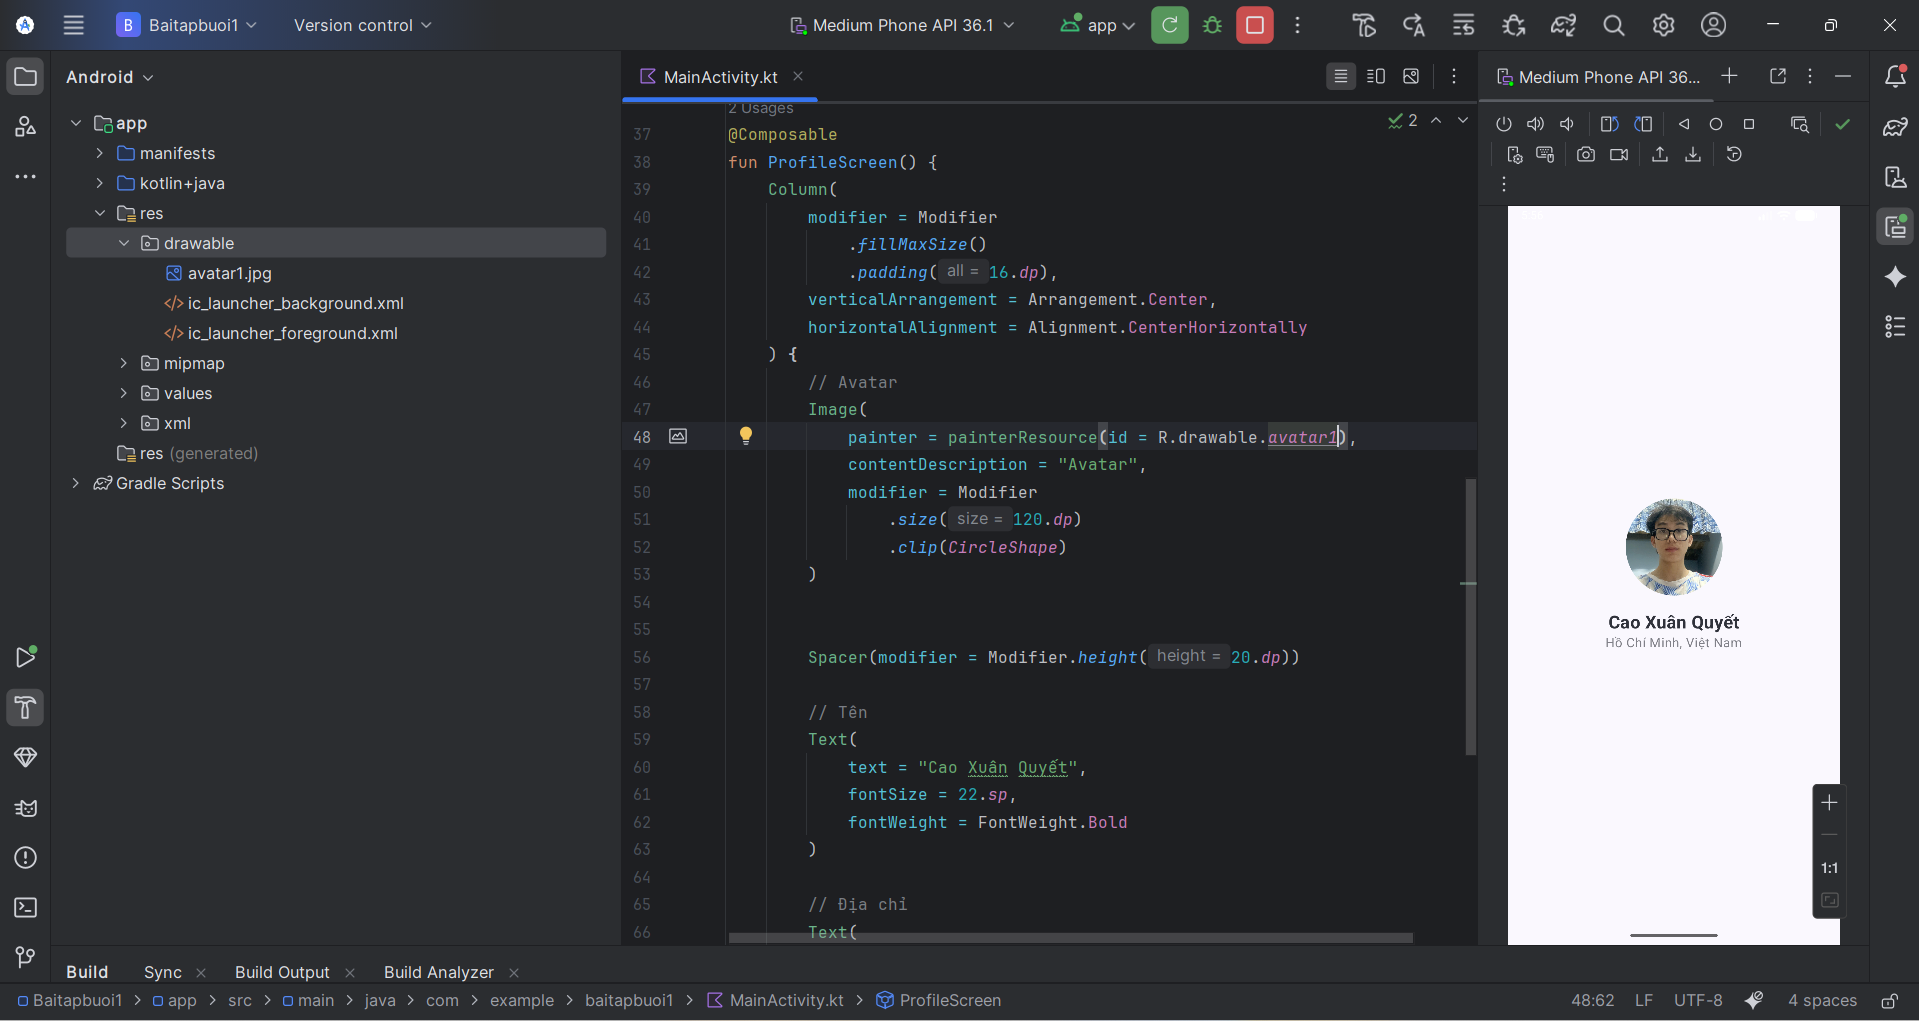 B Baitapbuoi1 Version control Medium Phone API 36.1 app
Android
app
manifests
kotlin+java
res
drawable
avatar1.jpg
ic_launcher_background.xml
ic_launcher_foreground.xml
mipmap
values
xml
res (generated)
Gradle Scripts
MainActivity.kt
2 Usages
2
37 @Composable
38 fun ProfileScreen() {
39 Column(
40 modifier = Modifier
41 .fillMaxSize()
42 .padding( all = 16.dp),
43 verticalArrangement = Arrangement.Center,
44 horizontalAlignment = Alignment.CenterHorizontally
45 ) {
46 // Avatar
47 Image(
48 painter = painterResource(id = R.drawable.avatar1),
49 contentDescription = "Avatar",
50 modifier = Modifier
51 .size( size = 120.dp)
52 .clip(CircleShape)
53 )
54
55
56 Spacer(modifier = Modifier.height( height = 20.dp))
57
58 // Tên
59 Text(
60 text = "Cao Xuân Quyết",
61 fontSize = 22.sp,
62 fontWeight = FontWeight.Bold
63 )
64
65 // Địa chỉ
66 Text(
Medium Phone API 36...
Cao Xuân Quyết
Hồ Chí Minh, Việt Nam
1:1
Build Sync Build Output Build Analyzer
Baitapbuoi1 app src main java com example baitapbuoi1 MainActivity.kt ProfileScreen
48:62 LF UTF-8 4 spaces